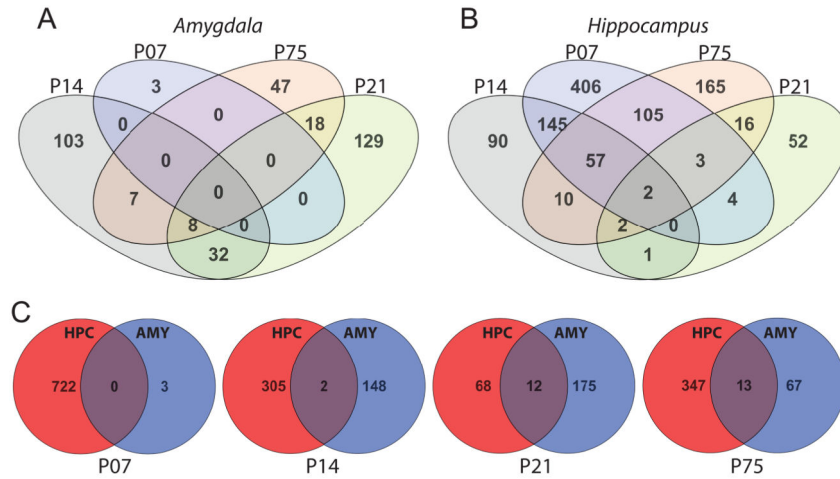 A
Amygdala
P14
P07
P75
P21
103
3
47
129
0
0
18
0
0
7
0
0
8
0
32
B
Hippocampus
P14
P07
P75
P21
90
406
165
52
145
105
16
57
3
10
2
4
2
0
1
C
HPC
AMY
722
0
3
P07
HPC
AMY
305
2
148
P14
HPC
AMY
68
12
175
P21
HPC
AMY
347
13
67
P75